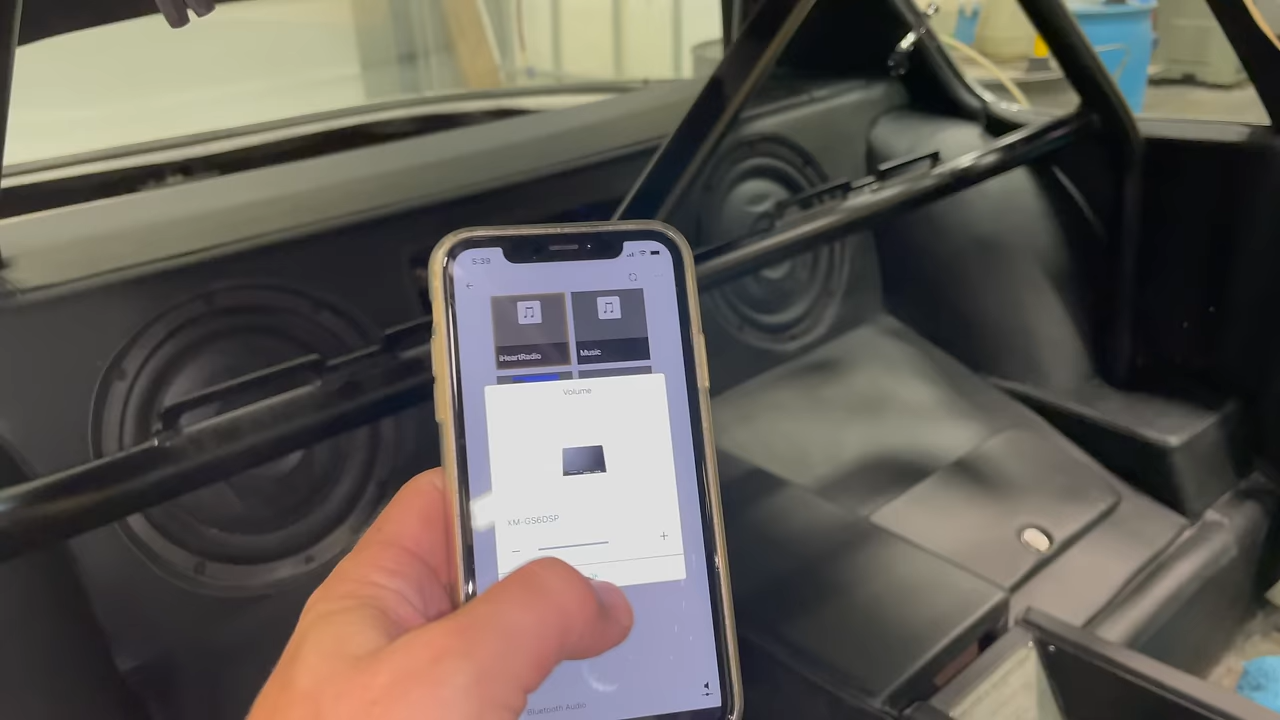 5:39
iHeartRadio
Music
Volume
XM-GS6DSP
Bluetooth Audio